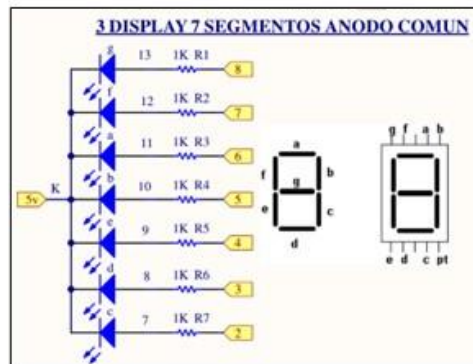 3 DISPLAY 7 SEGMENTOS ANODO COMUN
g 13 1K R1 8
f 12 1K R2 7
a 11 1K R3 6
5v K b 10 1K R4 5
e 9 1K R5 4
d 8 1K R6 3
c 7 1K R7 2
a
f b
g
e c
d
g f a b
e d c pt